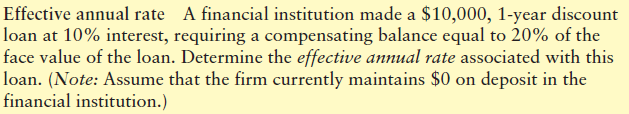 Effective annual rate A financial institution made a $10,000, 1-year discount
loan at 10% interest, requiring a compensating balance equal to 20% of the
face value of the loan. Determine the effective annual rate associated with this
loan. (Note: Assume that the firm currently maintains $0 on deposit in the
financial institution.)